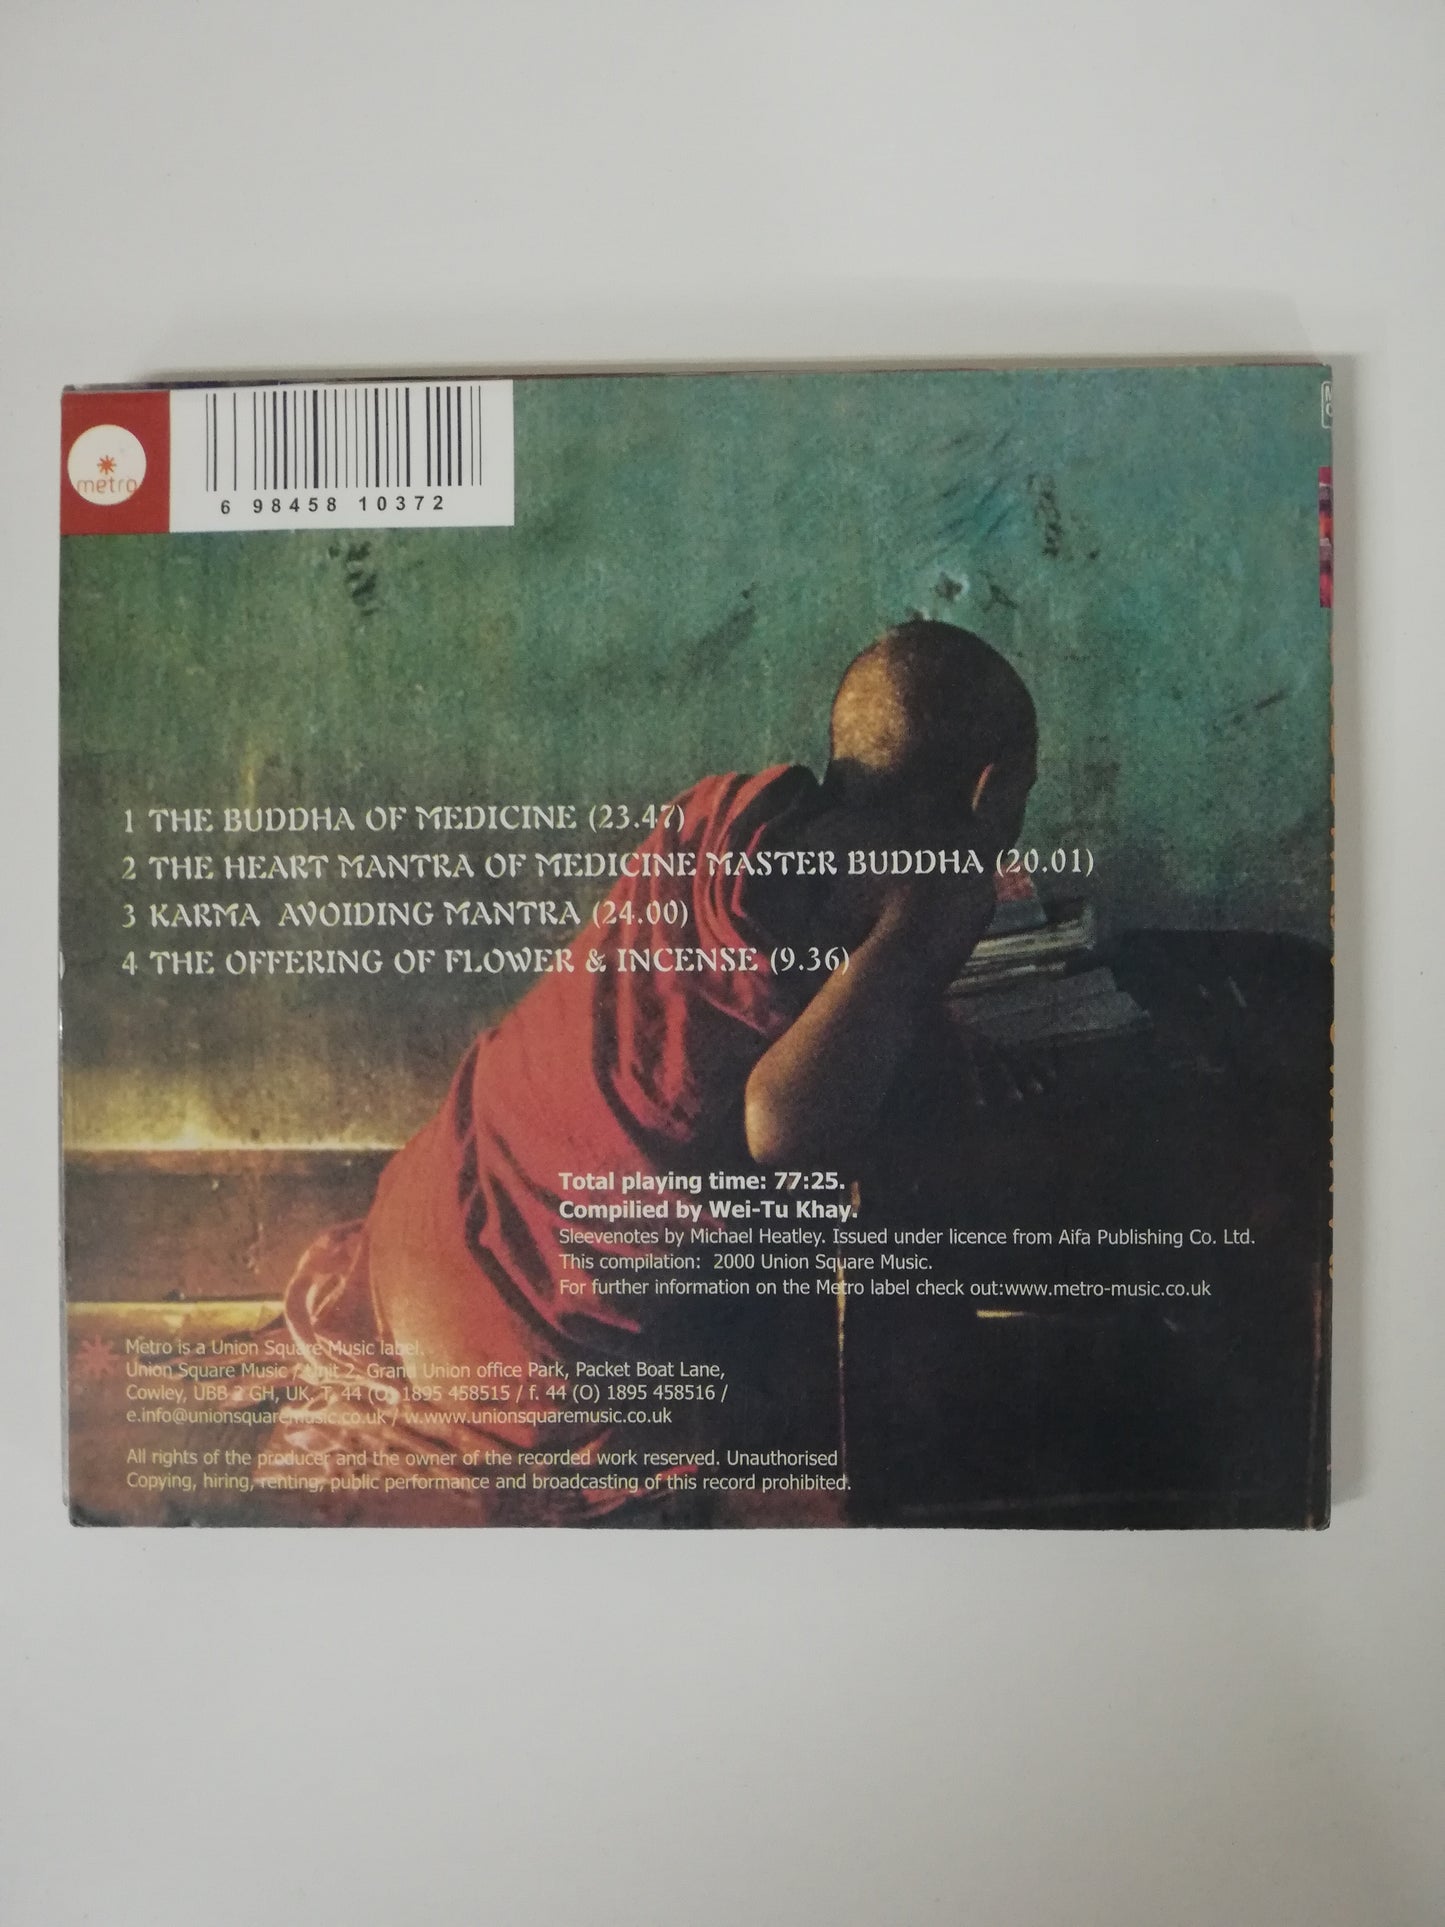 metro
6 98458 10372
1 THE BUDDHA OF MEDICINE (23.47)
2 THE HEART MANTRA OF MEDICINE MASTER BUDDHA (20.01)
3 KARMA AVOIDING MANTRA (24.00)
4 THE OFFERING OF FLOWER & INCENSE (9.36)
Total playing time: 77:25.
Compilied by Wei-Tu Khay.
Sleevenotes by Michael Heatley. Issued under licence from Aifa Publishing Co. Ltd.
This compilation: 2000 Union Square Music.
For further information on the Metro label check out:www.metro-music.co.uk
Metro is a Union Square Music label.
Union Square Music / Unit 2, Grand Union office Park, Packet Boat Lane,
Cowley, UBB 2 GH, UK. T. 44 (O) 1895 458515 / f. 44 (O) 1895 458516 /
e.info@unionsquaremusic.co.uk / w.www.unionsquaremusic.co.uk
All rights of the producer and the owner of the recorded work reserved. Unauthorised
Copying, hiring, renting, public performance and broadcasting of this record prohibited.